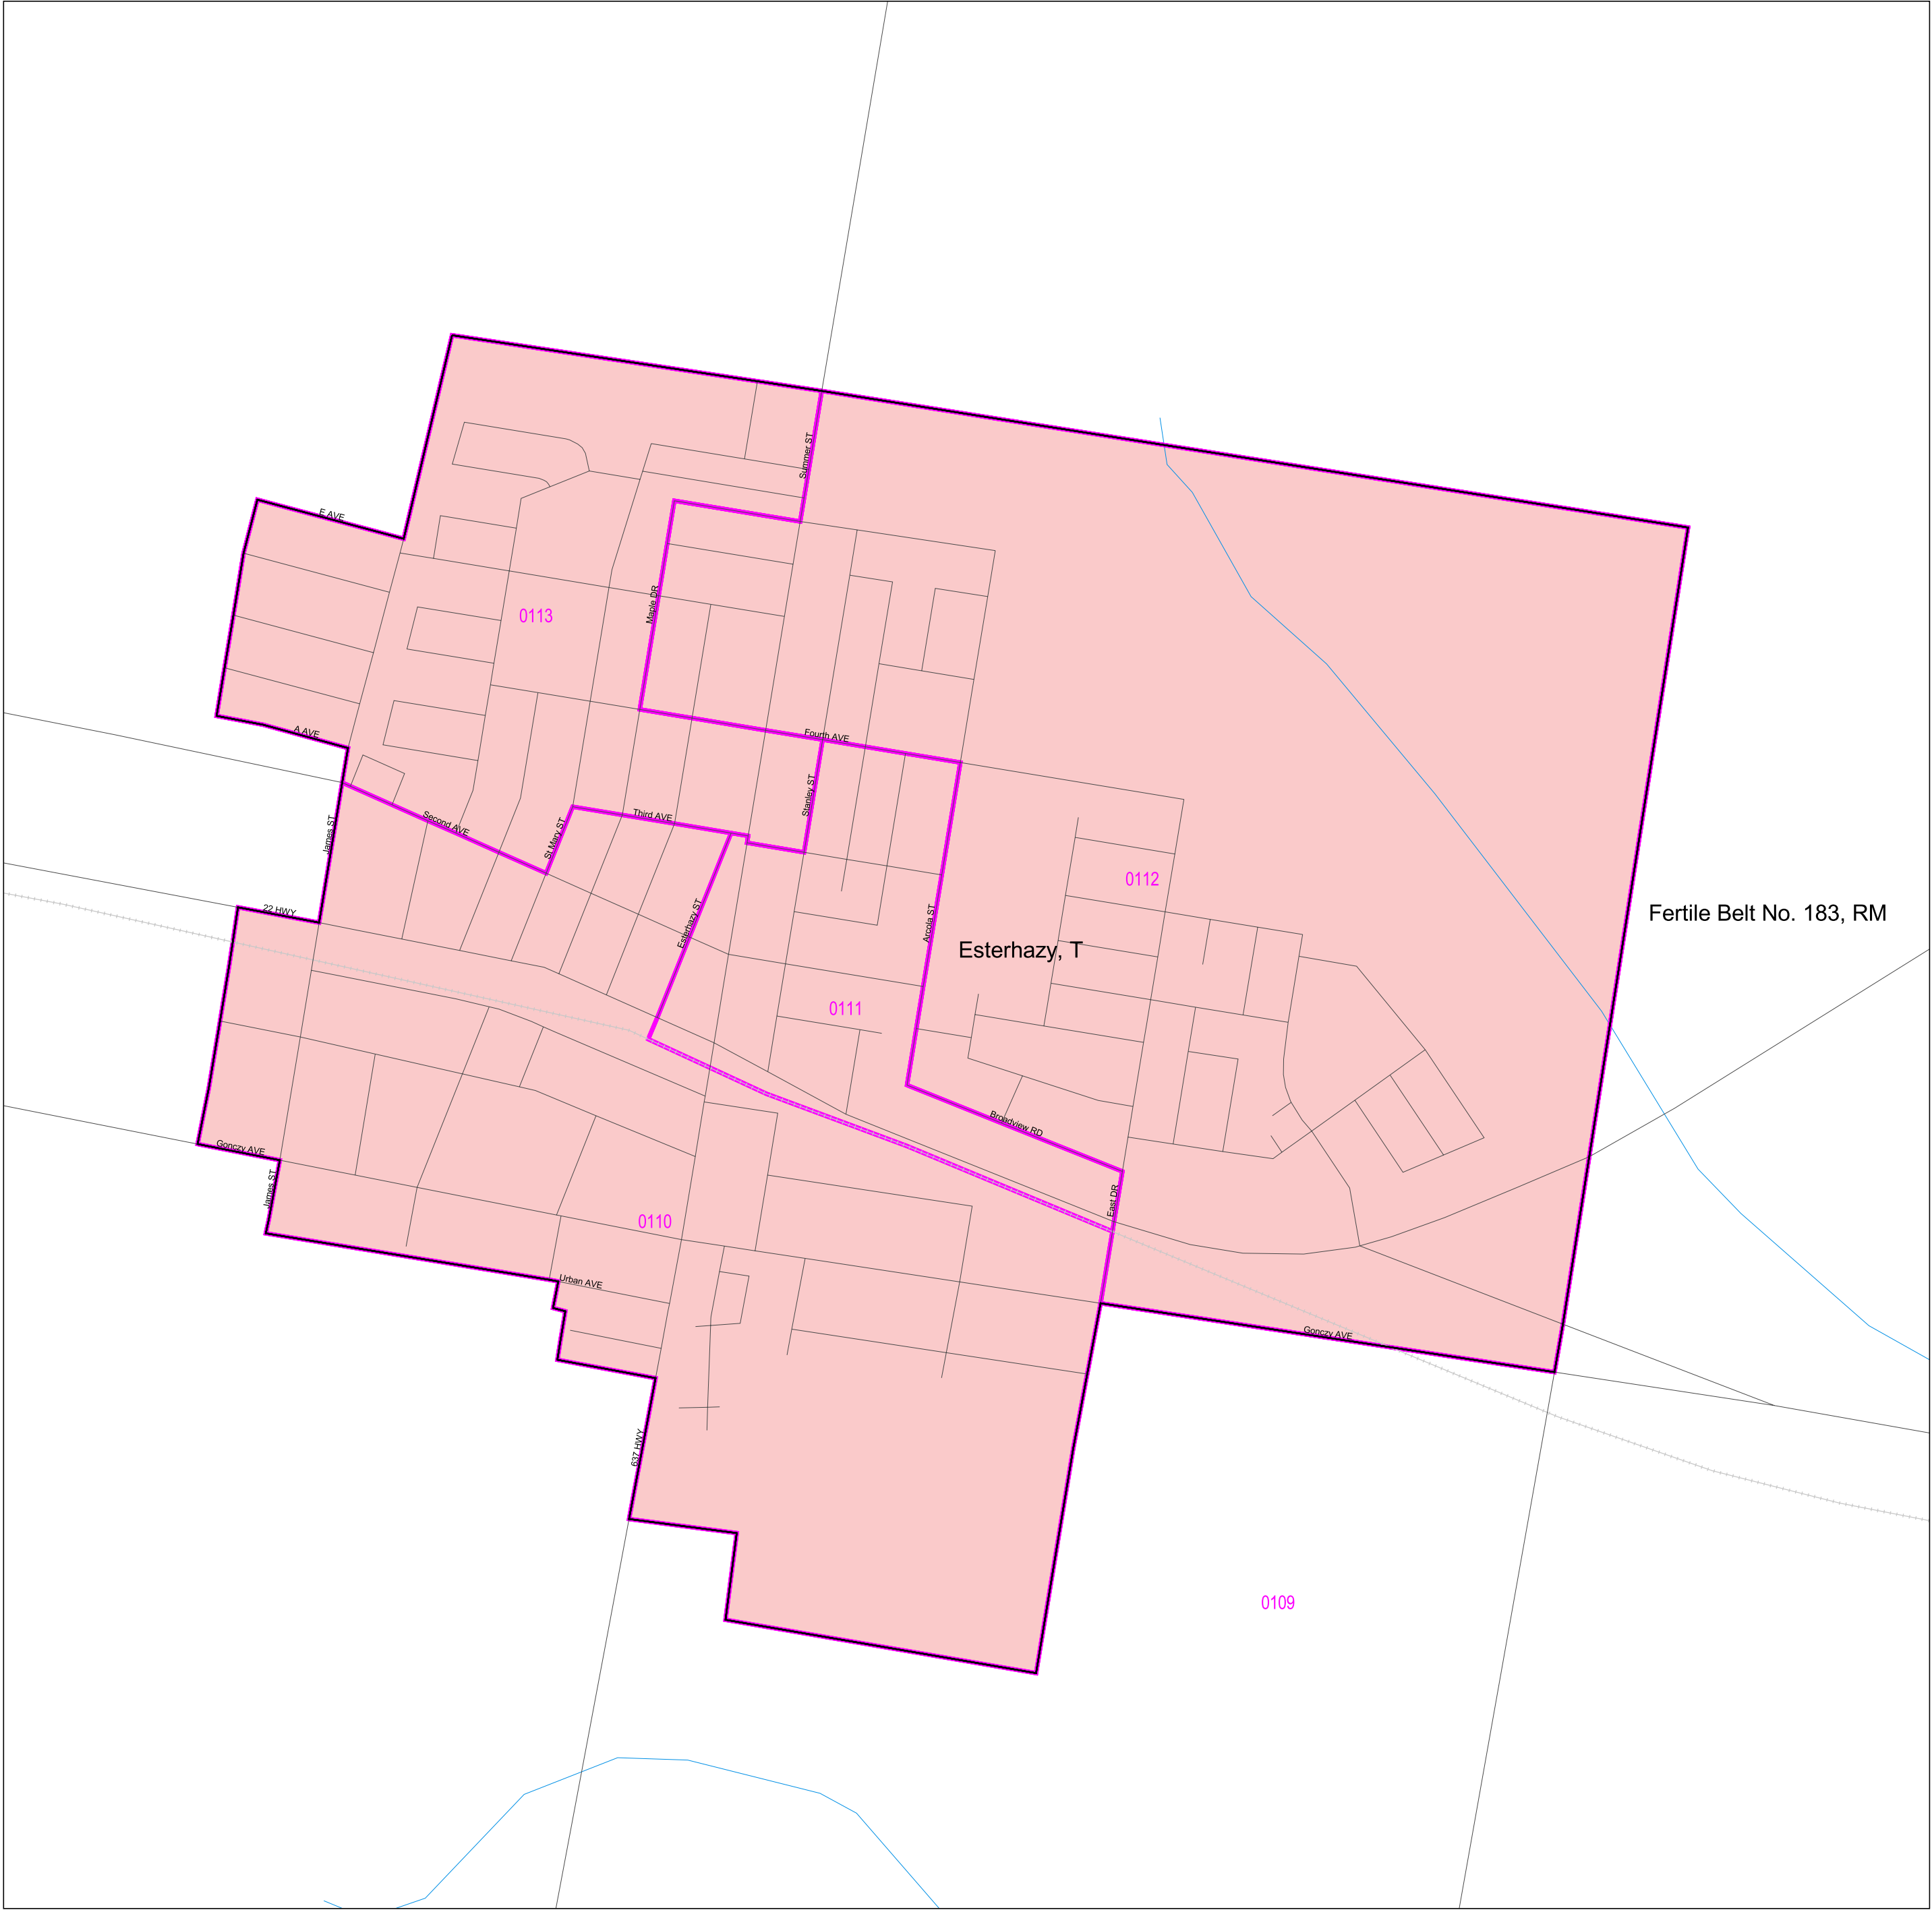 Summer ST
E AVE
Maple DR
0113
A AVE
Fourth AVE
Stanley ST
Third AVE
Second AVE
St Mary ST
James ST
0112
22 HWY
Esterhazy ST
Arcola ST
Fertile Belt No. 183, RM
Esterhazy, T
0111
Broadview RD
Gonczy AVE
James ST
East DR
0110
Urban AVE
Gonczy AVE
637 HWY
0109